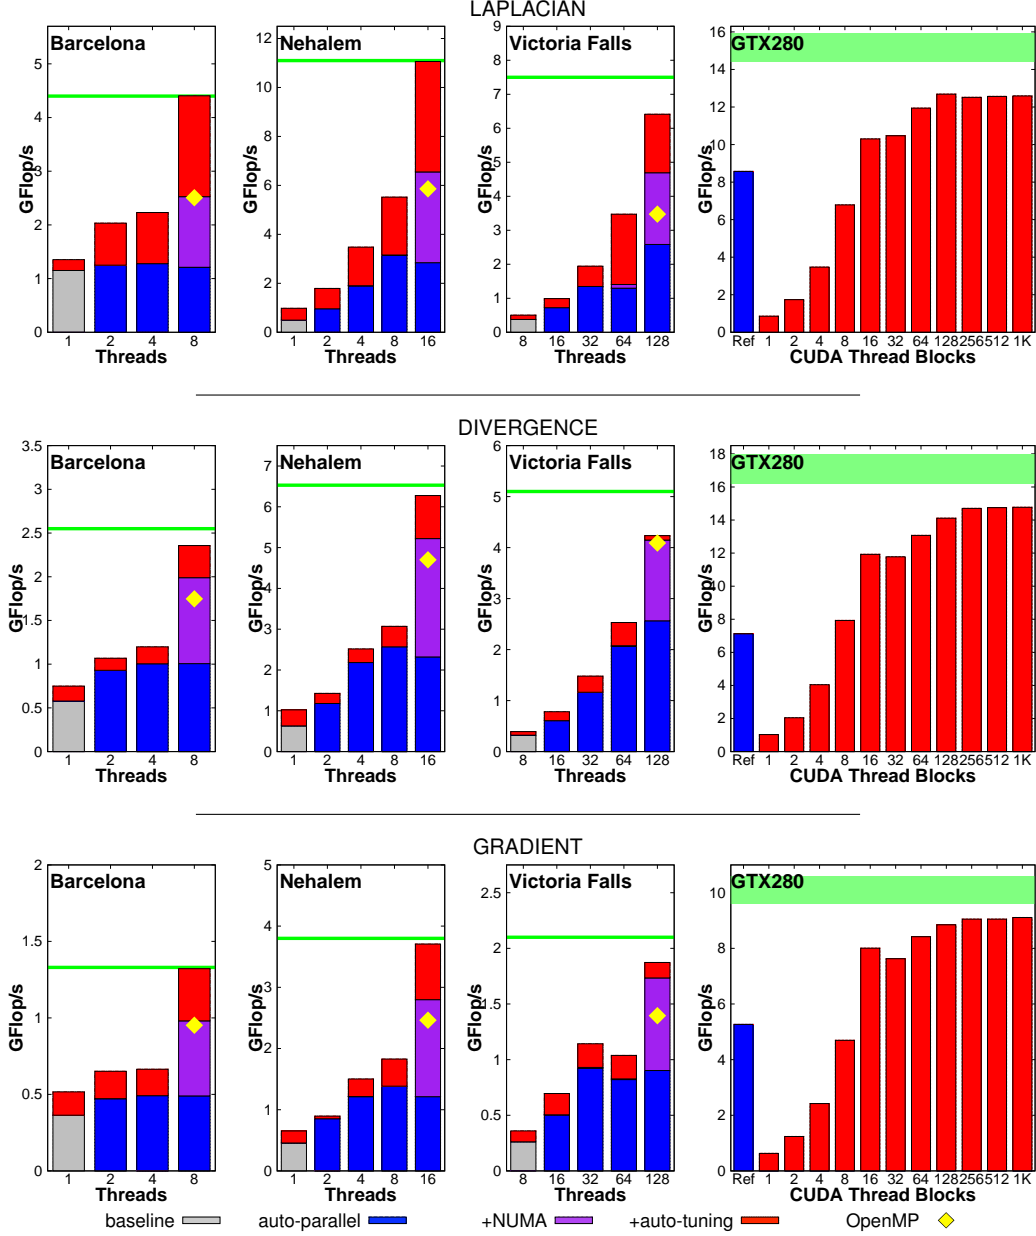 LAPLACIAN
Barcelona
GFlop/s
0
1
2
3
4
5
1 2 4 8
Threads
Nehalem
GFlop/s
0
2
4
6
8
10
12
1 2 4 8 16
Threads
Victoria Falls
GFlop/s
0
1
2
3
4
5
6
7
8
9
8 16 32 64 128
Threads
GTX280
GFlop/s
0
2
4
6
8
10
12
14
16
Ref 1 2 4 8 16 32 64 128 256 512 1K
CUDA Thread Blocks
DIVERGENCE
Barcelona
GFlop/s
0
0.5
1
1.5
2
2.5
3
3.5
1 2 4 8
Threads
Nehalem
GFlop/s
0
1
2
3
4
5
6
7
1 2 4 8 16
Threads
Victoria Falls
GFlop/s
0
1
2
3
4
5
6
8 16 32 64 128
Threads
GTX280
GFlop/s
0
2
4
6
8
10
12
14
16
18
Ref 1 2 4 8 16 32 64 128 256 512 1K
CUDA Thread Blocks
GRADIENT
Barcelona
GFlop/s
0
0.5
1
1.5
2
1 2 4 8
Threads
Nehalem
GFlop/s
0
1
2
3
4
5
1 2 4 8 16
Threads
Victoria Falls
GFlop/s
0
0.5
1
1.5
2
2.5
8 16 32 64 128
Threads
GTX280
GFlop/s
0
2
4
6
8
10
Ref 1 2 4 8 16 32 64 128 256 512 1K
CUDA Thread Blocks
baseline auto-parallel +NUMA +auto-tuning OpenMP